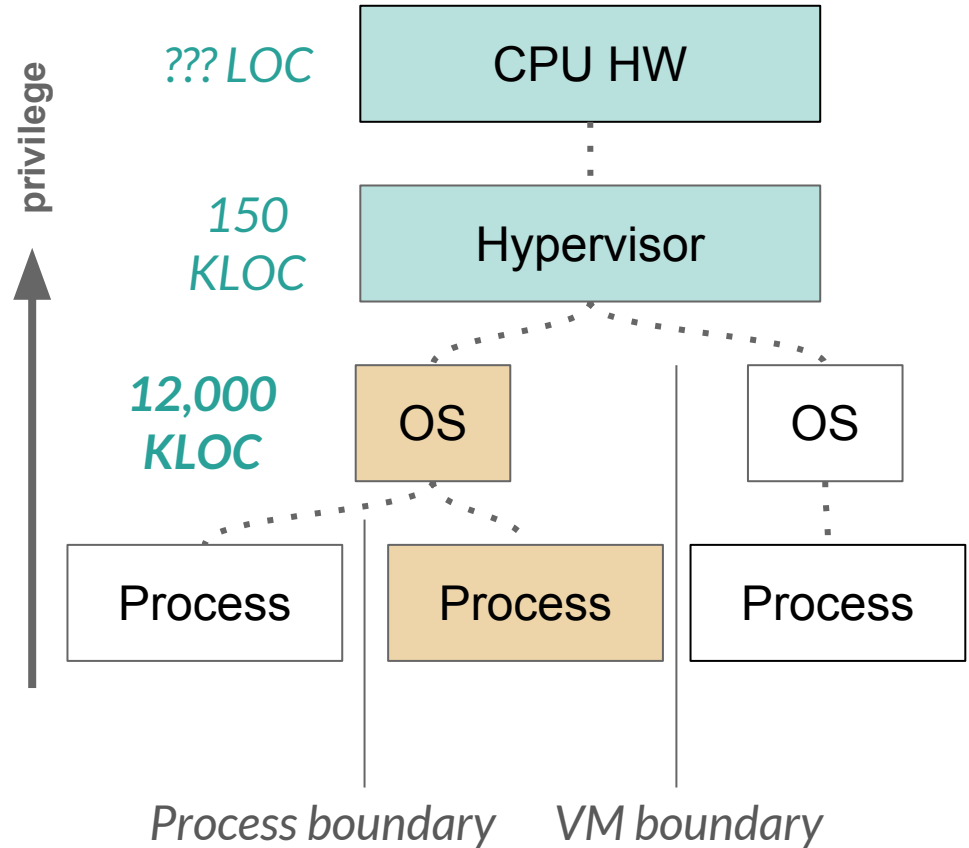 ??? LOC
CPU HW
privilege
150
KLOC
Hypervisor
12,000
KLOC
OS
OS
Process
Process
Process
Process boundary
VM boundary